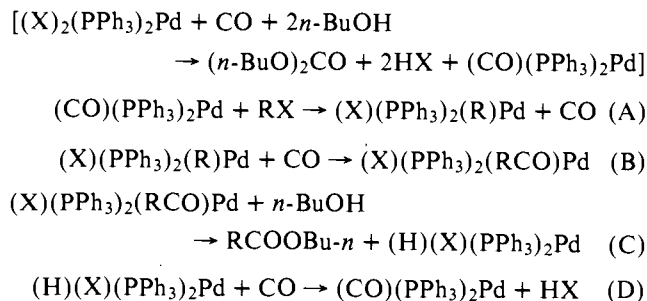 [(X)₂(PPh₃)₂Pd + CO + 2n-BuOH
→ (n-BuO)₂CO + 2HX + (CO)(PPh₃)₂Pd]
(CO)(PPh₃)₂Pd + RX → (X)(PPh₃)₂(R)Pd + CO (A)
(X)(PPh₃)₂(R)Pd + CO → (X)(PPh₃)₂(RCO)Pd (B)
(X)(PPh₃)₂(RCO)Pd + n-BuOH
→ RCOOBu-n + (H)(X)(PPh₃)₂Pd (C)
(H)(X)(PPh₃)₂Pd + CO → (CO)(PPh₃)₂Pd + HX (D)